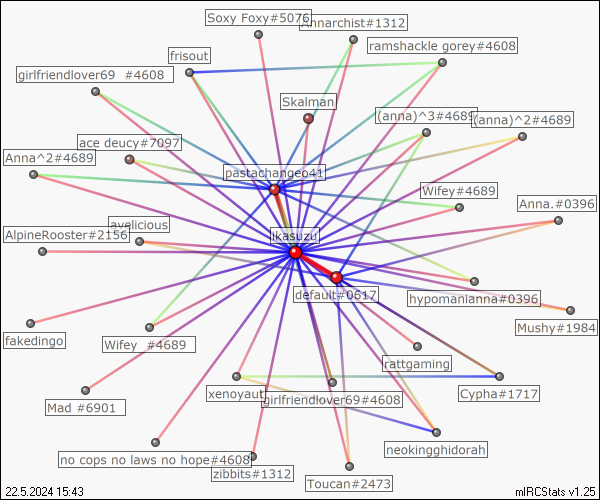 Soxy Foxy#5076
Annarchist#1312
ramshackle gorey#4608
frisout
girlfriendlover69 #4608
Skalman
(anna)^3#4689
(anna)^2#4689
ace deucy#7097
Anna^2#4689
pastachangeo41
Wifey#4689
Anna.#0396
avelicious
AlpineRooster#2156
ikasuzu
default#0617
hypomanianna#0396
Mushy#1984
fakedingo
Wifey #4689
rattgaming
xenoyaut
girlfriendlover69#4608
Cypha#1717
Mad #6901
neokingghidorah
no cops no laws no hope#4608
zibbits#1312
Toucan#2473
22.5.2024 15:43
mIRCStats v1.25